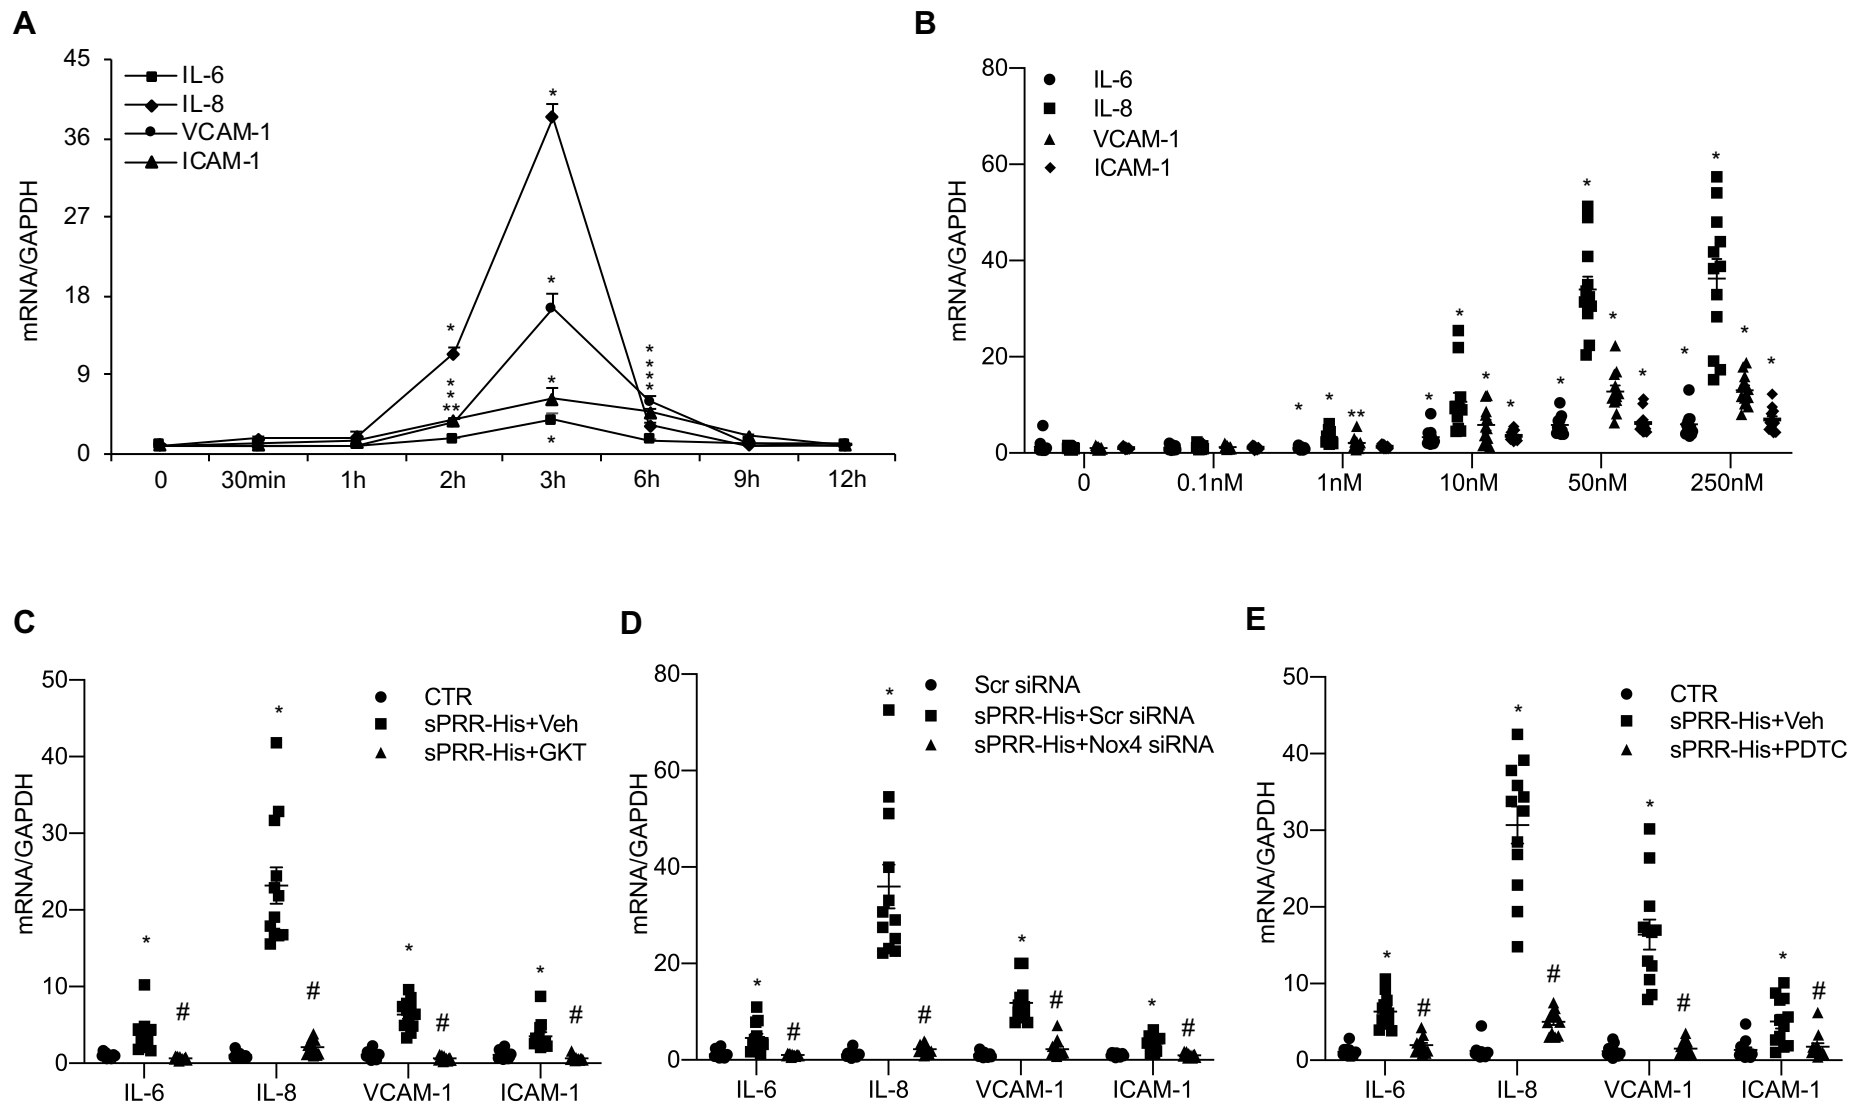 A
mRNA/GAPDH
45
36
27
18
9
0
IL-6
IL-8
VCAM-1
ICAM-1
* * * * * * * * * * * * * *
0 30min 1h 2h 3h 6h 9h 12h
B
mRNA/GAPDH
80
60
40
20
0
IL-6
IL-8
VCAM-1
ICAM-1
* * ** * * * * * * * * * * * *
0 0.1nM 1nM 10nM 50nM 250nM
C
mRNA/GAPDH
50
40
30
20
10
0
CTR
sPRR-His+Veh
sPRR-His+GKT
* # * # * # * #
IL-6 IL-8 VCAM-1 ICAM-1
D
mRNA/GAPDH
80
60
40
20
0
Scr siRNA
sPRR-His+Scr siRNA
sPRR-His+Nox4 siRNA
* # * # * # * #
IL-6 IL-8 VCAM-1 ICAM-1
E
mRNA/GAPDH
50
40
30
20
10
0
CTR
sPRR-His+Veh
sPRR-His+PDTC
* # * # * # * #
IL-6 IL-8 VCAM-1 ICAM-1